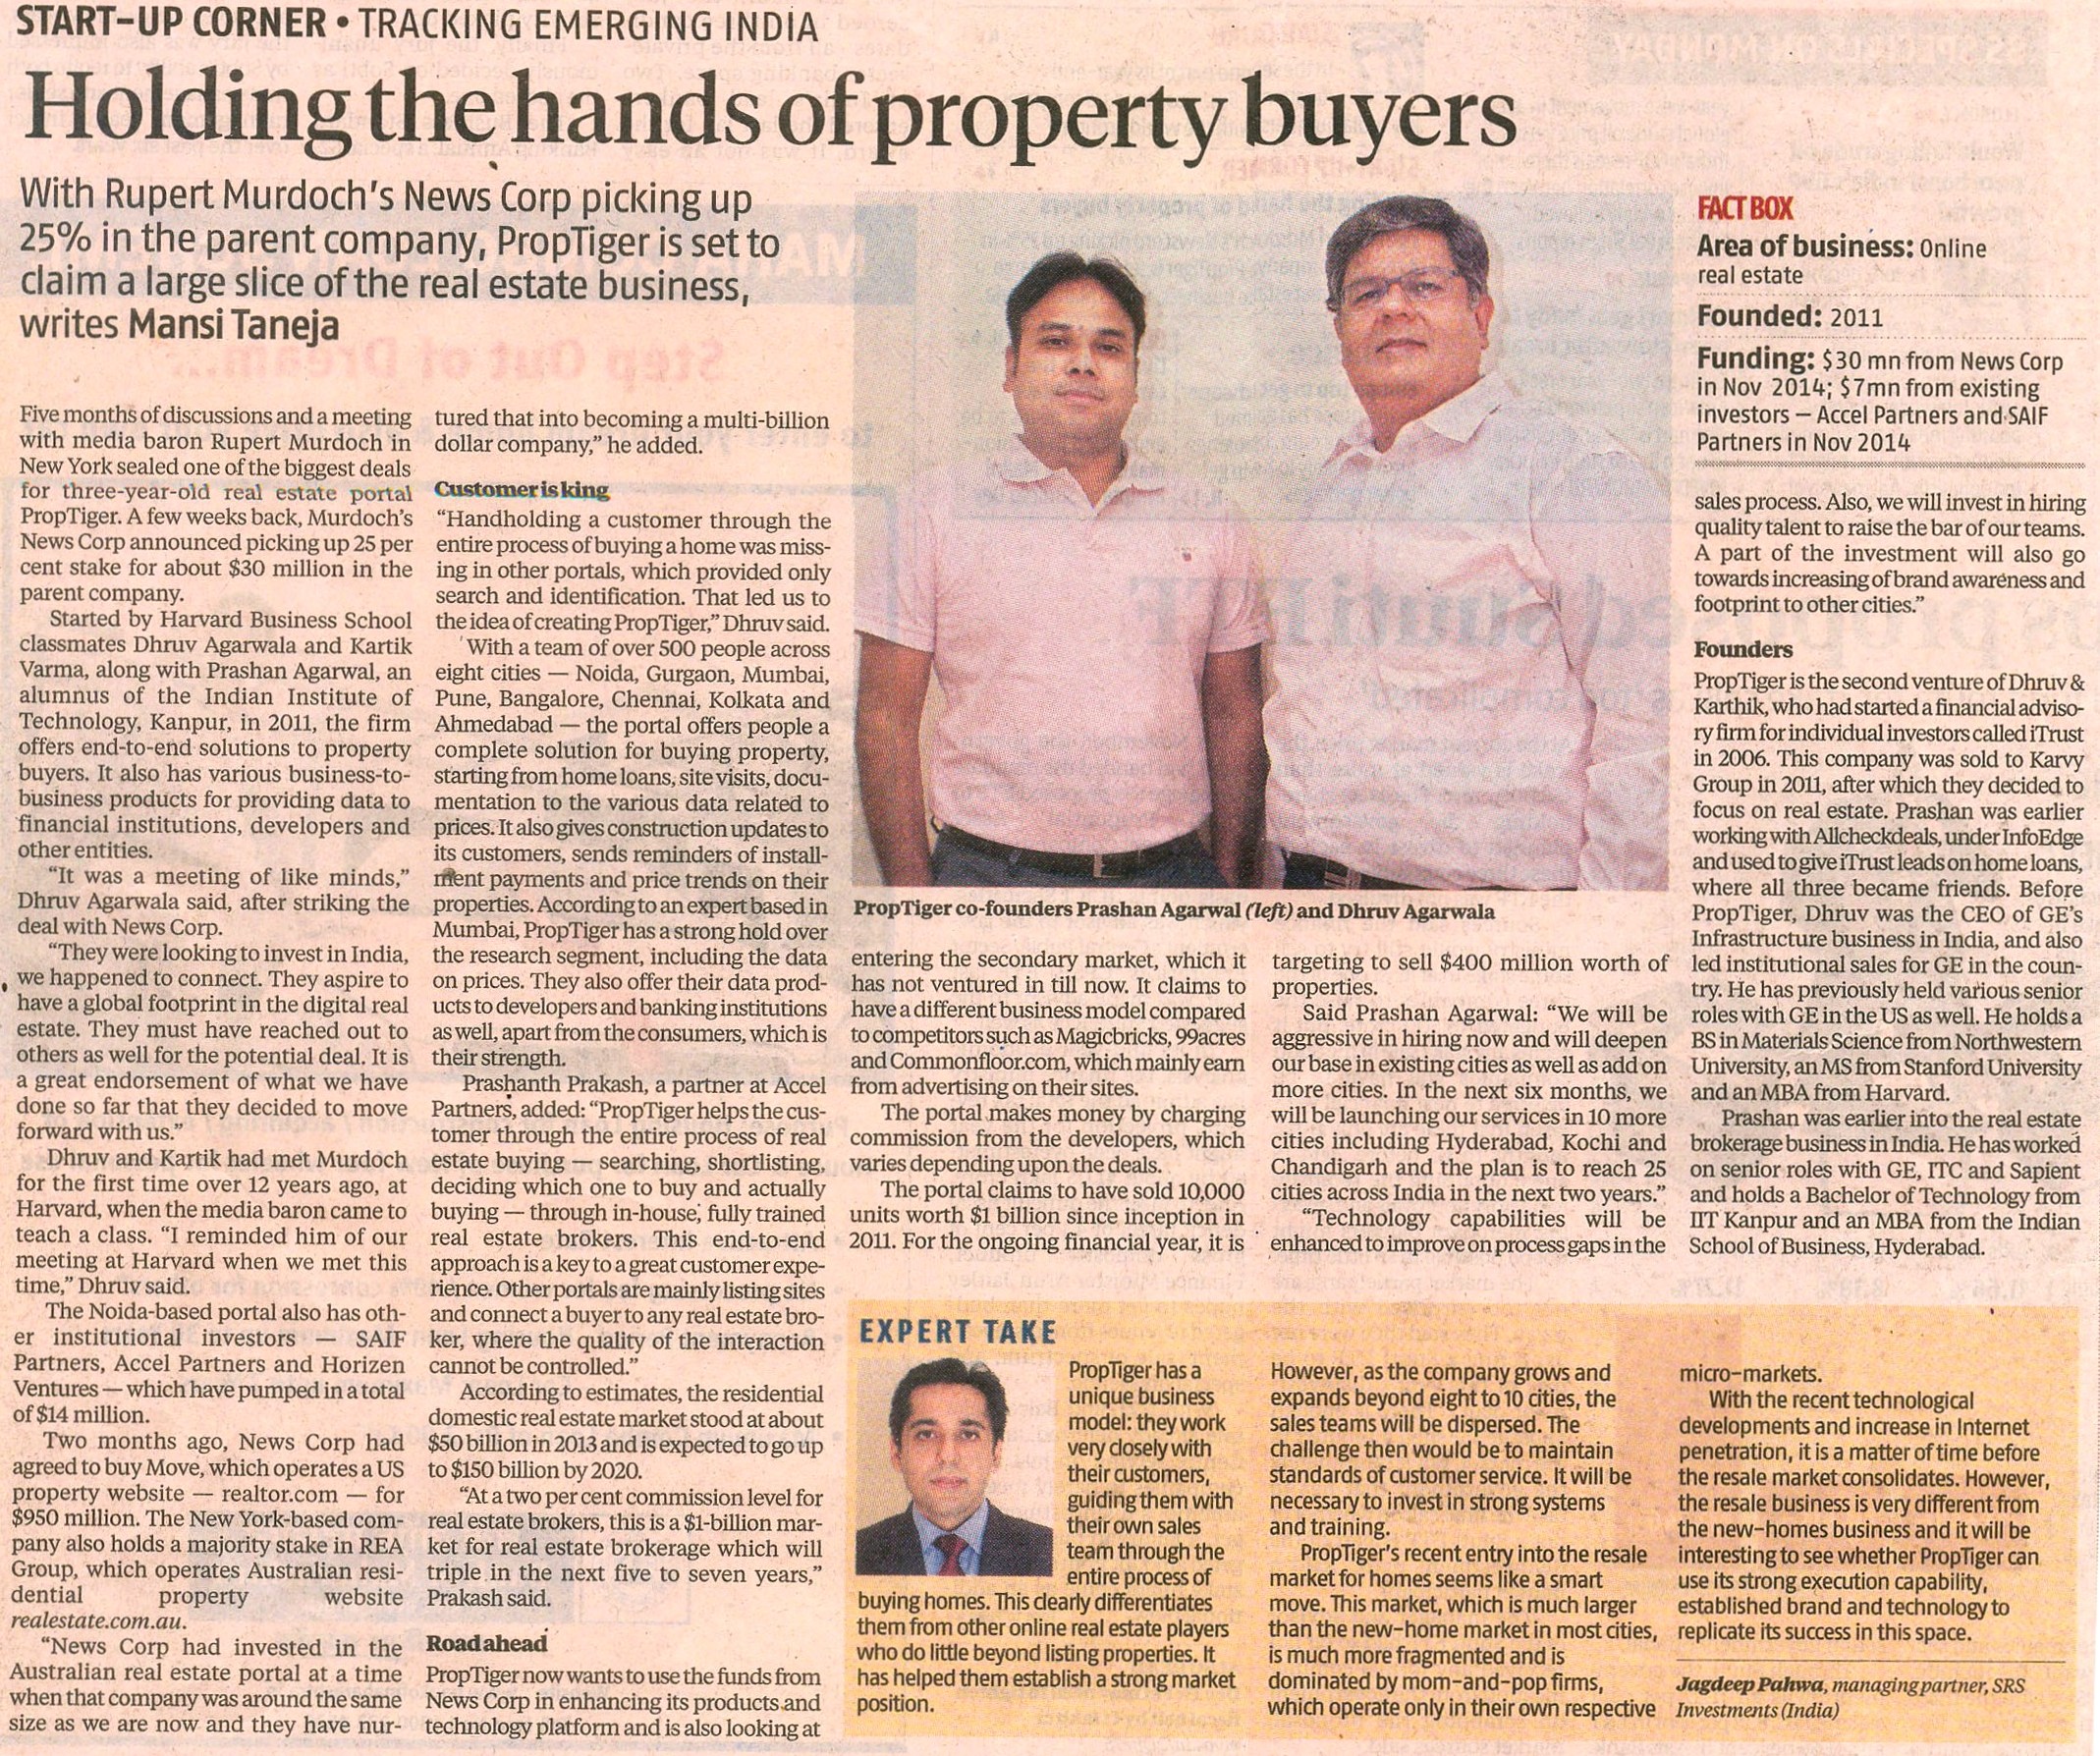 START-UP CORNER • TRACKING EMERGING INDIA
Holding the hands of property buyers
With Rupert Murdoch's News Corp picking up
25% in the parent company, PropTiger is set to
claim a large slice of the real estate business,
writes Mansi Taneja
Five months of discussions and a meeting
with media baron Rupert Murdoch in
New York sealed one of the biggest deals
for three-year-old real estate portal
PropTiger. A few weeks back, Murdoch's
News Corp announced picking up 25 per
cent stake for about $30 million in the
parent company.
Started by Harvard Business School
classmates Dhruv Agarwala and Kartik
Varma, along with Prashan Agarwal, an
alumnus of the Indian Institute of
Technology, Kanpur, in 2011, the firm
offers end-to-end solutions to property
buyers. It also has various business-to-
business products for providing data to
financial institutions, developers and
other entities.
"It was a meeting of like minds,"
Dhruv Agarwala said, after striking the
deal with News Corp.
"They were looking to invest in India,
we happened to connect. They aspire to
have a global footprint in the digital real
estate. They must have reached out to
others as well for the potential deal. It is
a great endorsement of what we have
done so far that they decided to move
forward with us."
Dhruv and Kartik had met Murdoch
for the first time over 12 years ago, at
Harvard, when the media baron came to
teach a class. "I reminded him of our
meeting at Harvard when we met this
time," Dhruv said.
The Noida-based portal also has oth-
er institutional investors — SAIF
Partners, Accel Partners and Horizen
Ventures — which have pumped in a total
of $14 million.
Two months ago, News Corp had
agreed to buy Move, which operates a US
property website — realtor.com — for
$950 million. The New York-based com-
pany also holds a majority stake in REA
Group, which operates Australian resi-
dential property website
realestate.com.au.
"News Corp had invested in the
Australian real estate portal at a time
when that company was around the same
size as we are now and they have nur-
tured that into becoming a multi-billion
dollar company," he added.
Customer is king
"Handholding a customer through the
entire process of buying a home was miss-
ing in other portals, which provided only
search and identification. That led us to
the idea of creating PropTiger," Dhruv said.
With a team of over 500 people across
eight cities — Noida, Gurgaon, Mumbai,
Pune, Bangalore, Chennai, Kolkata and
Ahmedabad — the portal offers people a
complete solution for buying property,
starting from home loans, site visits, docu-
mentation to the various data related to
prices. It also gives construction updates to
its customers, sends reminders of install-
ment payments and price trends on their
properties. According to an expert based in
Mumbai, PropTiger has a strong hold over
the research segment, including the data
on prices. They also offer their data prod-
ucts to developers and banking institutions
as well, apart from the consumers, which is
their strength.
Prashanth Prakash, a partner at Accel
Partners, added: "PropTiger helps the cus-
tomer through the entire process of real
estate buying — searching, shortlisting,
deciding which one to buy and actually
buying — through in-house, fully trained
real estate brokers. This end-to-end
approach is a key to a great customer expe-
rience. Other portals are mainly listing sites
and connect a buyer to any real estate bro-
ker, where the quality of the interaction
cannot be controlled."
According to estimates, the residential
domestic real estate market stood at about
$50 billion in 2013 and is expected to go up
to $150 billion by 2020.
"At a two per cent commission level for
real estate brokers, this is a $1-billion mar-
ket for real estate brokerage which will
triple in the next five to seven years,"
Prakash said.
Road ahead
PropTiger now wants to use the funds from
News Corp in enhancing its products and
technology platform and is also looking at
PropTiger co-founders Prashan Agarwal (left) and Dhruv Agarwala
entering the secondary market, which it
has not ventured in till now. It claims to
have a different business model compared
to competitors such as Magicbricks, 99acres
and Commonfloor.com, which mainly earn
from advertising on their sites.
The portal makes money by charging
commission from the developers, which
varies depending upon the deals.
The portal claims to have sold 10,000
units worth $1 billion since inception in
2011. For the ongoing financial year, it is
targeting to sell $400 million worth of
properties.
Said Prashan Agarwal: "We will be
aggressive in hiring now and will deepen
our base in existing cities as well as add on
more cities. In the next six months, we
will be launching our services in 10 more
cities including Hyderabad, Kochi and
Chandigarh and the plan is to reach 25
cities across India in the next two years."
"Technology capabilities will be
enhanced to improve on process gaps in the
FACT BOX
Area of business: Online
real estate
Founded: 2011
Funding: $30 mn from News Corp
in Nov 2014; $7mn from existing
investors — Accel Partners and SAIF
Partners in Nov 2014
sales process. Also, we will invest in hiring
quality talent to raise the bar of our teams.
A part of the investment will also go
towards increasing of brand awareness and
footprint to other cities."
Founders
PropTiger is the second venture of Dhruv &
Karthik, who had started a financial adviso-
ry firm for individual investors called iTrust
in 2006. This company was sold to Karvy
Group in 2011, after which they decided to
focus on real estate. Prashan was earlier
working with Allcheckdeals, under InfoEdge
and used to give iTrust leads on home loans,
where all three became friends. Before
PropTiger, Dhruv was the CEO of GE's
Infrastructure business in India, and also
led institutional sales for GE in the coun-
try. He has previously held various senior
roles with GE in the US as well. He holds a
BS in Materials Science from Northwestern
University, an MS from Stanford University
and an MBA from Harvard.
Prashan was earlier into the real estate
brokerage business in India. He has worked
on senior roles with GE, ITC and Sapient
and holds a Bachelor of Technology from
IIT Kanpur and an MBA from the Indian
School of Business, Hyderabad.
EXPERT TAKE
PropTiger has a
unique business
model: they work
very closely with
their customers,
guiding them with
their own sales
team through the
entire process of
buying homes. This clearly differentiates
them from other online real estate players
who do little beyond listing properties. It
has helped them establish a strong market
position.
However, as the company grows and
expands beyond eight to 10 cities, the
sales teams will be dispersed. The
challenge then would be to maintain
standards of customer service. It will be
necessary to invest in strong systems
and training.
PropTiger's recent entry into the resale
market for homes seems like a smart
move. This market, which is much larger
than the new-home market in most cities,
is much more fragmented and is
dominated by mom-and-pop firms,
which operate only in their own respective
micro-markets.
With the recent technological
developments and increase in Internet
penetration, it is a matter of time before
the resale market consolidates. However,
the resale business is very different from
the new-homes business and it will be
interesting to see whether PropTiger can
use its strong execution capability,
established brand and technology to
replicate its success in this space.
Jagdeep Pahwa, managing partner, SRS
Investments (India)